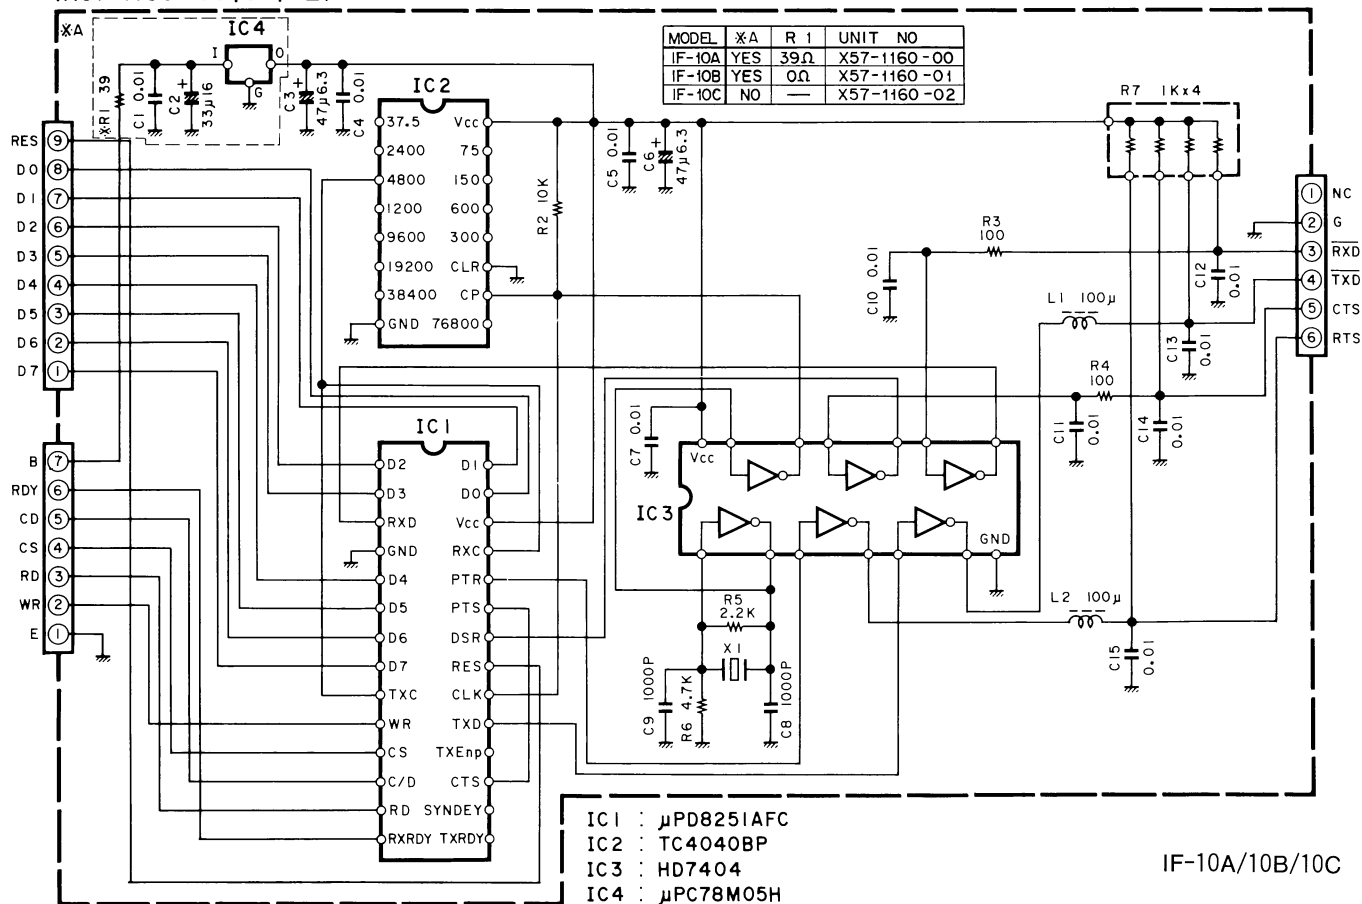 ※A
IC4
I
O
G
※R1 39
C1 0.01
C2 33µ16
C3 47µ6.3
C4 0.01
MODEL ※A R 1 UNIT NO
IF-10A YES 39Ω X57-1160-00
IF-10B YES 0Ω X57-1160-01
IF-10C NO — X57-1160-02
R7 1Kx4
IC2
37.5 Vcc
2400 75
4800 150
1200 600
9600 300
19200 CLR
38400 CP
GND 76800
R2 10K
C5 0.01
C6 47µ6.3
RES 9
D0 8
D1 7
D2 6
D3 5
D4 4
D5 3
D6 2
D7 1
1 NC
2 G
3 RXD
4 TXD
5 CTS
6 RTS
R3
100
C10 0.01
C12 0.01
L1 100µ
C13 0.01
R4
100
C11 0.01
C14 0.01
C7 0.01
Vcc
IC3
GND
B 7
RDY 6
CD 5
CS 4
RD 3
WR 2
E 1
IC1
D2 D1
D3 D0
RXD Vcc
GND RXC
D4 PTR
D5 PTS
D6 DSR
D7 RES
TXC CLK
WR TXD
CS TXEnp
C/D CTS
RD SYNDEY
RXRDY TXRDY
R5
2.2K
X1
C9 1000P
R6 4.7K
C8 1000P
L2 100µ
C15 0.01
IC1 : µPD8251AFC
IC2 : TC4040BP
IC3 : HD7404
IC4 : µPC78M05H
IF-10A/10B/10C